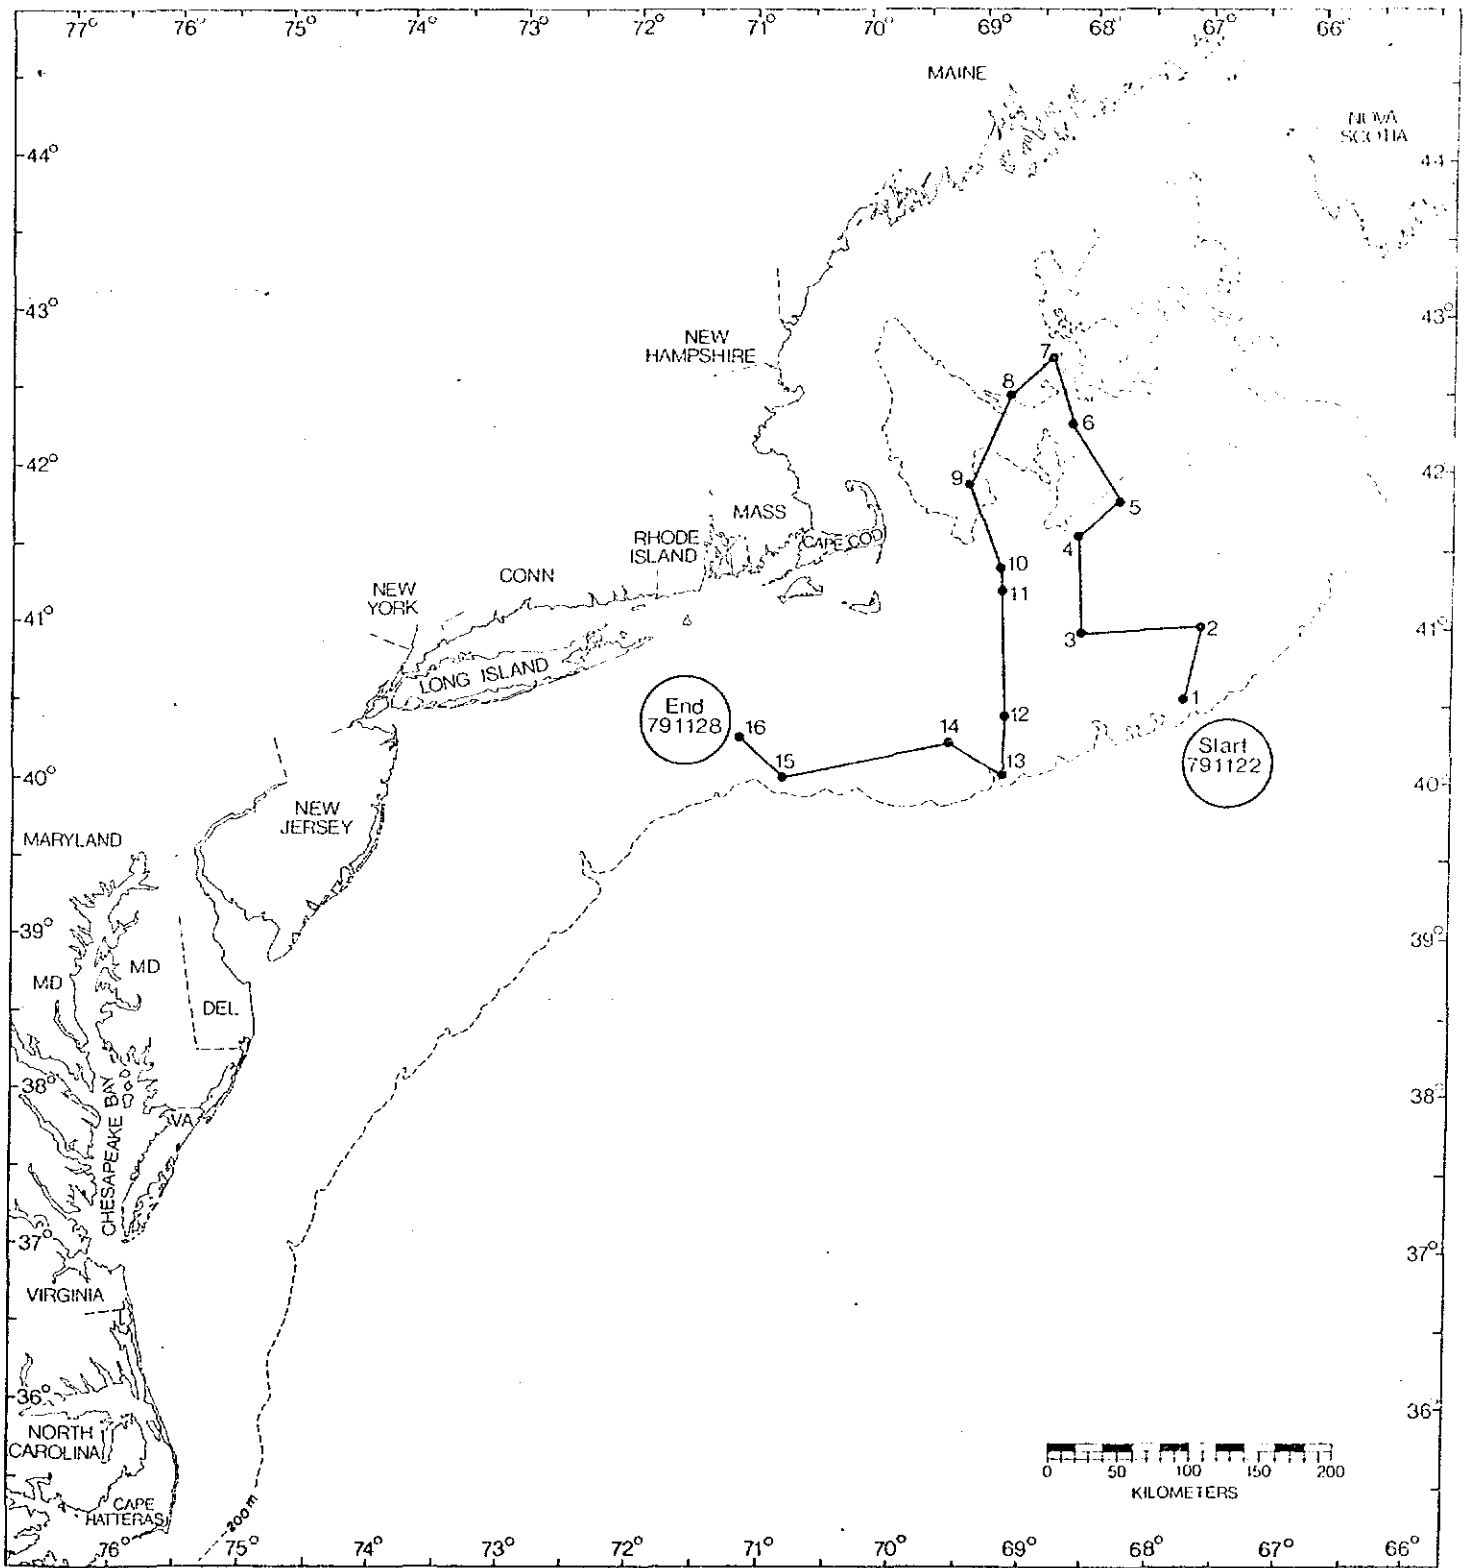 77° 76° 75° 74° 73° 72° 71° 70° 69° 68° 67° 66°
MAINE
NOVA
SCOTIA
44° 44
43° 43°
NEW
HAMPSHIRE
7
8
6
42° 42
9
5
MASS
CAPE COD
RHODE
ISLAND
4
10
CONN
11
NEW
YORK
41° 41°
2
3
LONG ISLAND
1
End
791128
16
12
14
Start
791122
15
13
40° 40°
NEW
JERSEY
MARYLAND
39° 39°
MD
MD
DEL
38° 38°
CHESAPEAKE BAY
VA
37° 37°
VIRGINIA
36° 36°
NORTH
CAROLINA
CAPE
HATTERAS
200m
0 50 100 150 200
KILOMETERS
76° 75° 74° 73° 72° 71° 70° 69° 68° 67° 66°